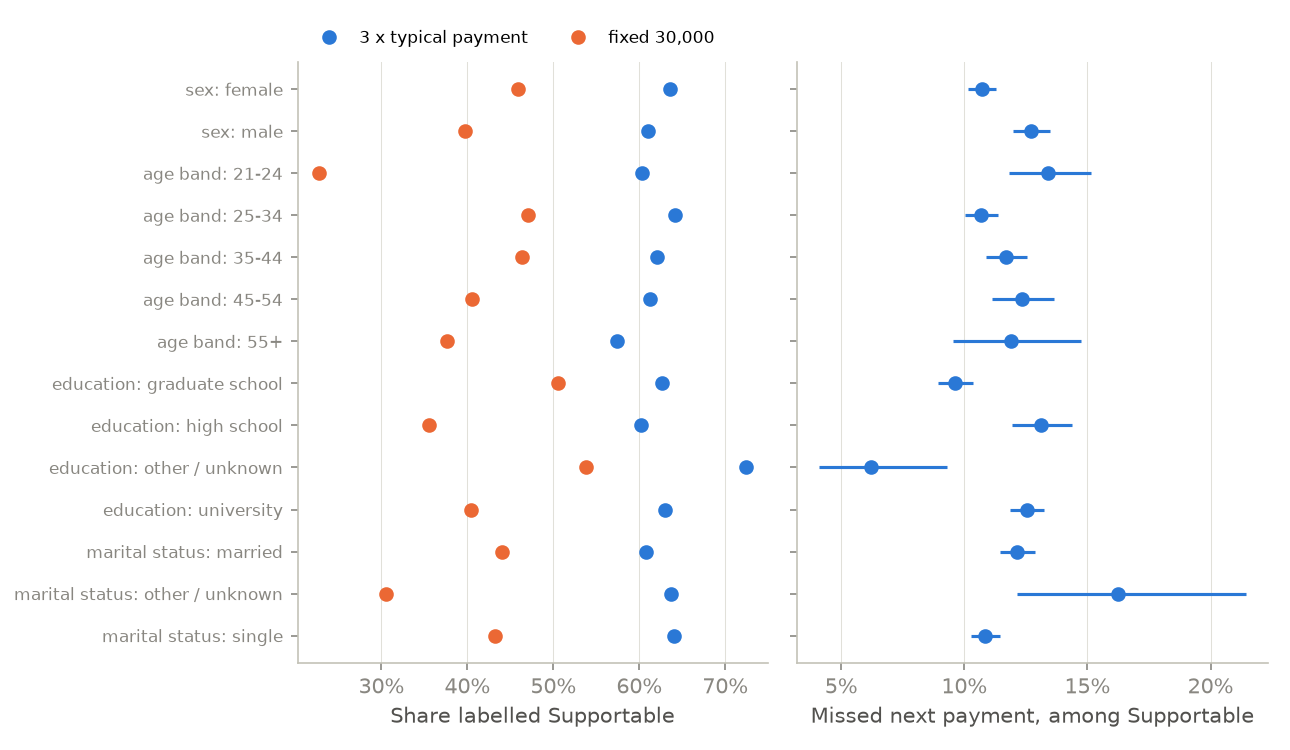 3 x typical payment fixed 30,000
sex: female
sex: male
age band: 21-24
age band: 25-34
age band: 35-44
age band: 45-54
age band: 55+
education: graduate school
education: high school
education: other / unknown
education: university
marital status: married
marital status: other / unknown
marital status: single
30% 40% 50% 60% 70%
Share labelled Supportable
5% 10% 15% 20%
Missed next payment, among Supportable